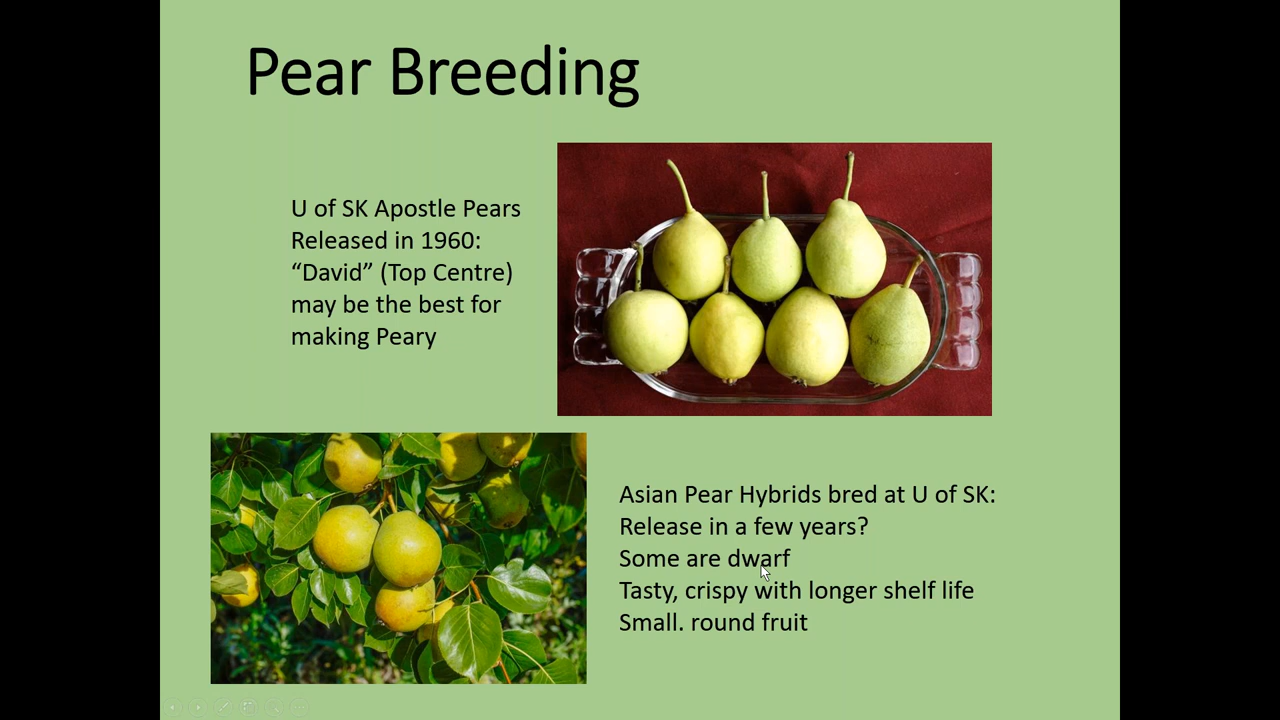 Pear Breeding
U of SK Apostle Pears
Released in 1960:
“David” (Top Centre)
may be the best for
making Peary
Asian Pear Hybrids bred at U of SK:
Release in a few years?
Some are dwarf
Tasty, crispy with longer shelf life
Small. round fruit